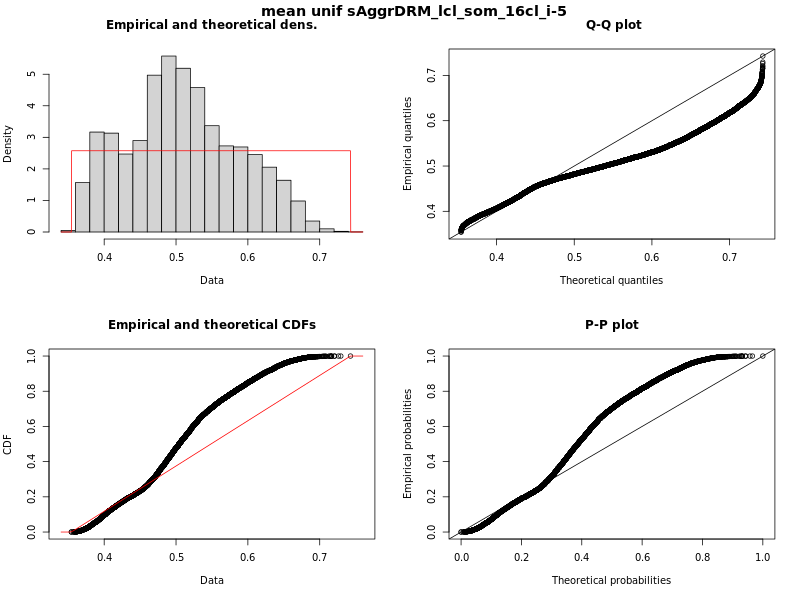 mean unif sAggrDRM_lcl_som_16cl_i-5
Empirical and theoretical dens.
Density
0 1 2 3 4 5
0.4 0.5 0.6 0.7
Data
Q-Q plot
Empirical quantiles
0.4 0.5 0.6 0.7
0.4 0.5 0.6 0.7
Theoretical quantiles
Empirical and theoretical CDFs
CDF
0.0 0.2 0.4 0.6 0.8 1.0
0.4 0.5 0.6 0.7
Data
P-P plot
Empirical probabilities
0.0 0.2 0.4 0.6 0.8 1.0
0.0 0.2 0.4 0.6 0.8 1.0
Theoretical probabilities